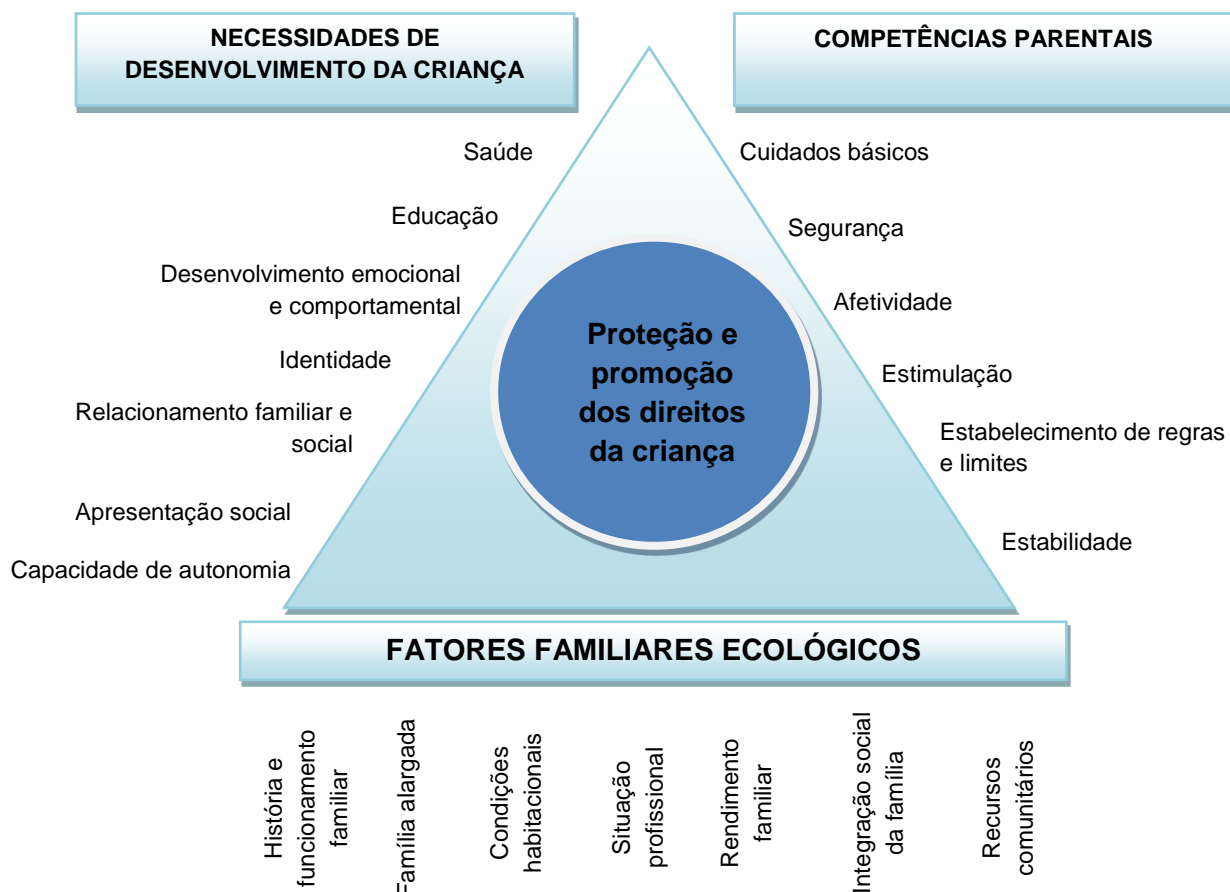 NECESSIDADES DE
DESENVOLVIMENTO DA CRIANÇA
COMPETÊNCIAS PARENTAIS
Saúde
Educação
Desenvolvimento emocional
e comportamental
Identidade
Relacionamento familiar e
social
Apresentação social
Capacidade de autonomia
Cuidados básicos
Segurança
Afetividade
Estimulação
Estabelecimento de regras
e limites
Estabilidade
Proteção e
promoção
dos direitos
da criança
FATORES FAMILIARES ECOLÓGICOS
História e
funcionamento
familiar
Família alargada
Condições
habitacionais
Situação
profissional
Rendimento
familiar
Integração social
da família
Recursos
comunitários